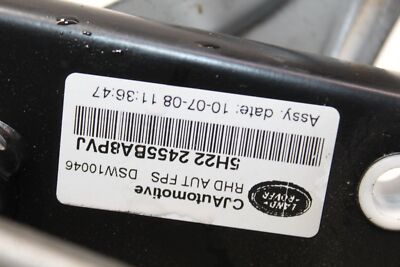 CJAutomotive
RHD AUT FPS DSW10046
LAND
ROVER
5H22 2455BA8PVJ
Assy. date: 10-07-08 11:36:47